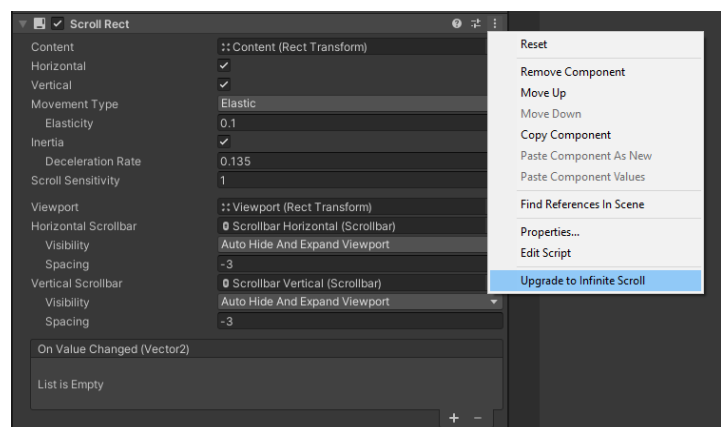 Scroll Rect
Content Content (Rect Transform)
Horizontal
Vertical
Movement Type Elastic
Elasticity 0.1
Inertia
Deceleration Rate 0.135
Scroll Sensitivity 1
Viewport Viewport (Rect Transform)
Horizontal Scrollbar Scrollbar Horizontal (Scrollbar)
Visibility Auto Hide And Expand Viewport
Spacing -3
Vertical Scrollbar Scrollbar Vertical (Scrollbar)
Visibility Auto Hide And Expand Viewport
Spacing -3
On Value Changed (Vector2)
List is Empty
+ -
Reset
Remove Component
Move Up
Move Down
Copy Component
Paste Component As New
Paste Component Values
Find References In Scene
Properties...
Edit Script
Upgrade to Infinite Scroll